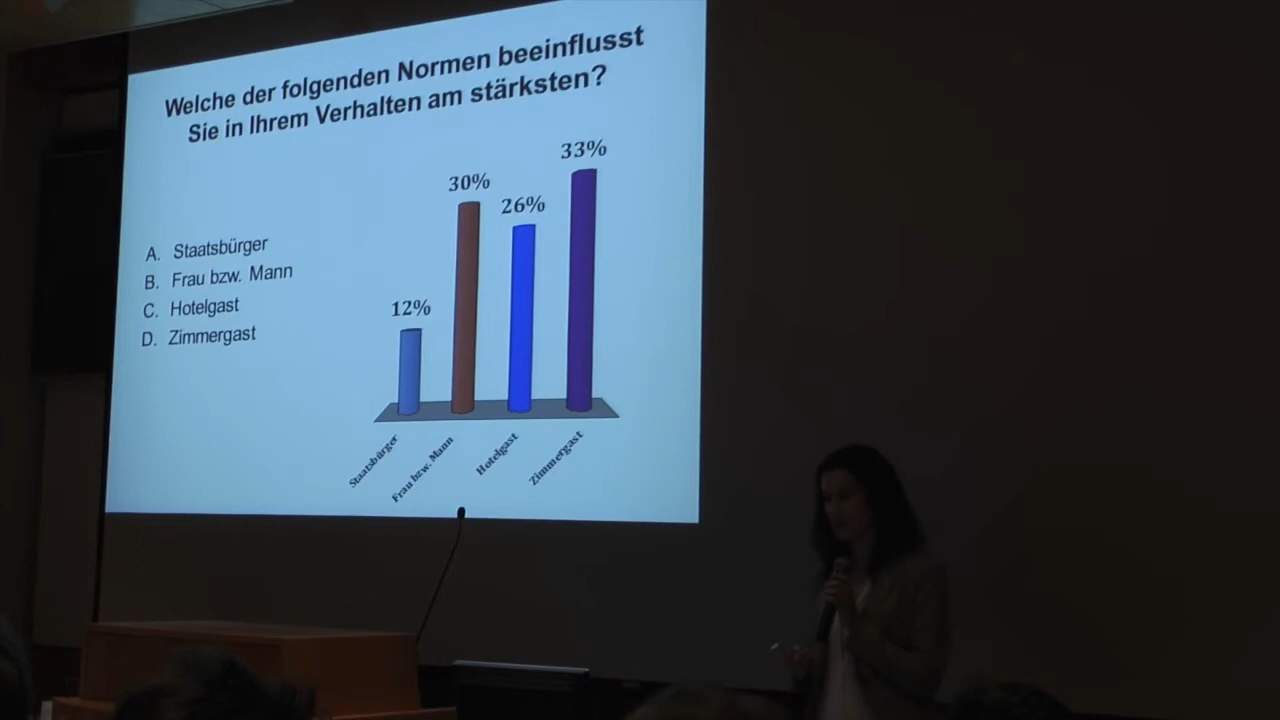 Welche der folgenden Normen beeinflusst
Sie in Ihrem Verhalten am stärksten?
A. Staatsbürger
B. Frau bzw. Mann
C. Hotelgast
D. Zimmergast
12%
30%
26%
33%
Staatsbürger
Frau bzw. Mann
Hotelgast
Zimmergast